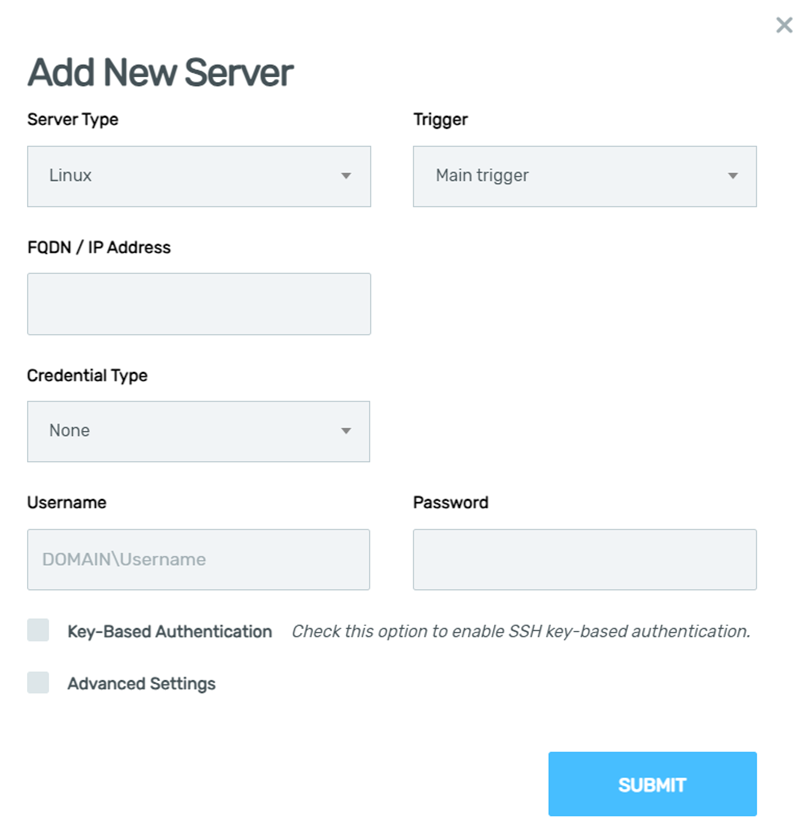 Add New Server
Server Type
Trigger
Linux
Main trigger
FQDN / IP Address
Credential Type
None
Username
Password
DOMAIN\Username
Key-Based Authentication Check this option to enable SSH key-based authentication.
Advanced Settings
SUBMIT